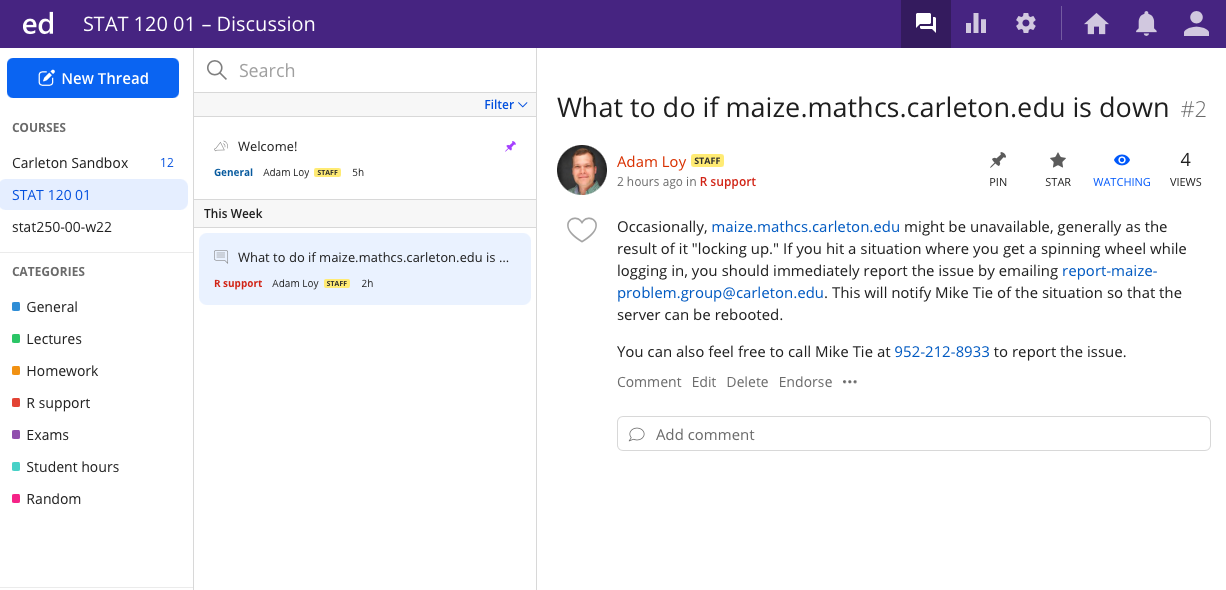 ed
STAT 120 01 – Discussion
New Thread
COURSES
Carleton Sandbox 12
STAT 120 01
stat250-00-w22
CATEGORIES
General
Lectures
Homework
R support
Exams
Student hours
Random
Search
Filter
Welcome!
General Adam Loy STAFF 5h
This Week
What to do if maize.mathcs.carleton.edu is ...
R support Adam Loy STAFF 2h
What to do if maize.mathcs.carleton.edu is down #2
Adam Loy STAFF
2 hours ago in R support
PIN
STAR
WATCHING
4
VIEWS
Occasionally, maize.mathcs.carleton.edu might be unavailable, generally as the
result of it "locking up." If you hit a situation where you get a spinning wheel while
logging in, you should immediately report the issue by emailing report-maize-
problem.group@carleton.edu. This will notify Mike Tie of the situation so that the
server can be rebooted.
You can also feel free to call Mike Tie at 952-212-8933 to report the issue.
Comment Edit Delete Endorse •••
Add comment